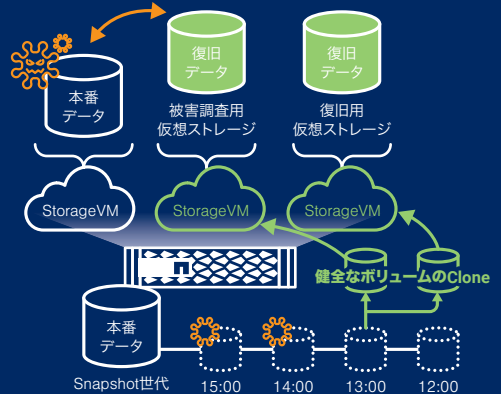 復旧
データ
復旧
データ
本番
データ
被害調査用
仮想ストレージ
復旧用
仮想ストレージ
StorageVM
StorageVM
StorageVM
健全なボリュームのClone
本番
データ
Snapshot世代
15:00
14:00
13:00
12:00